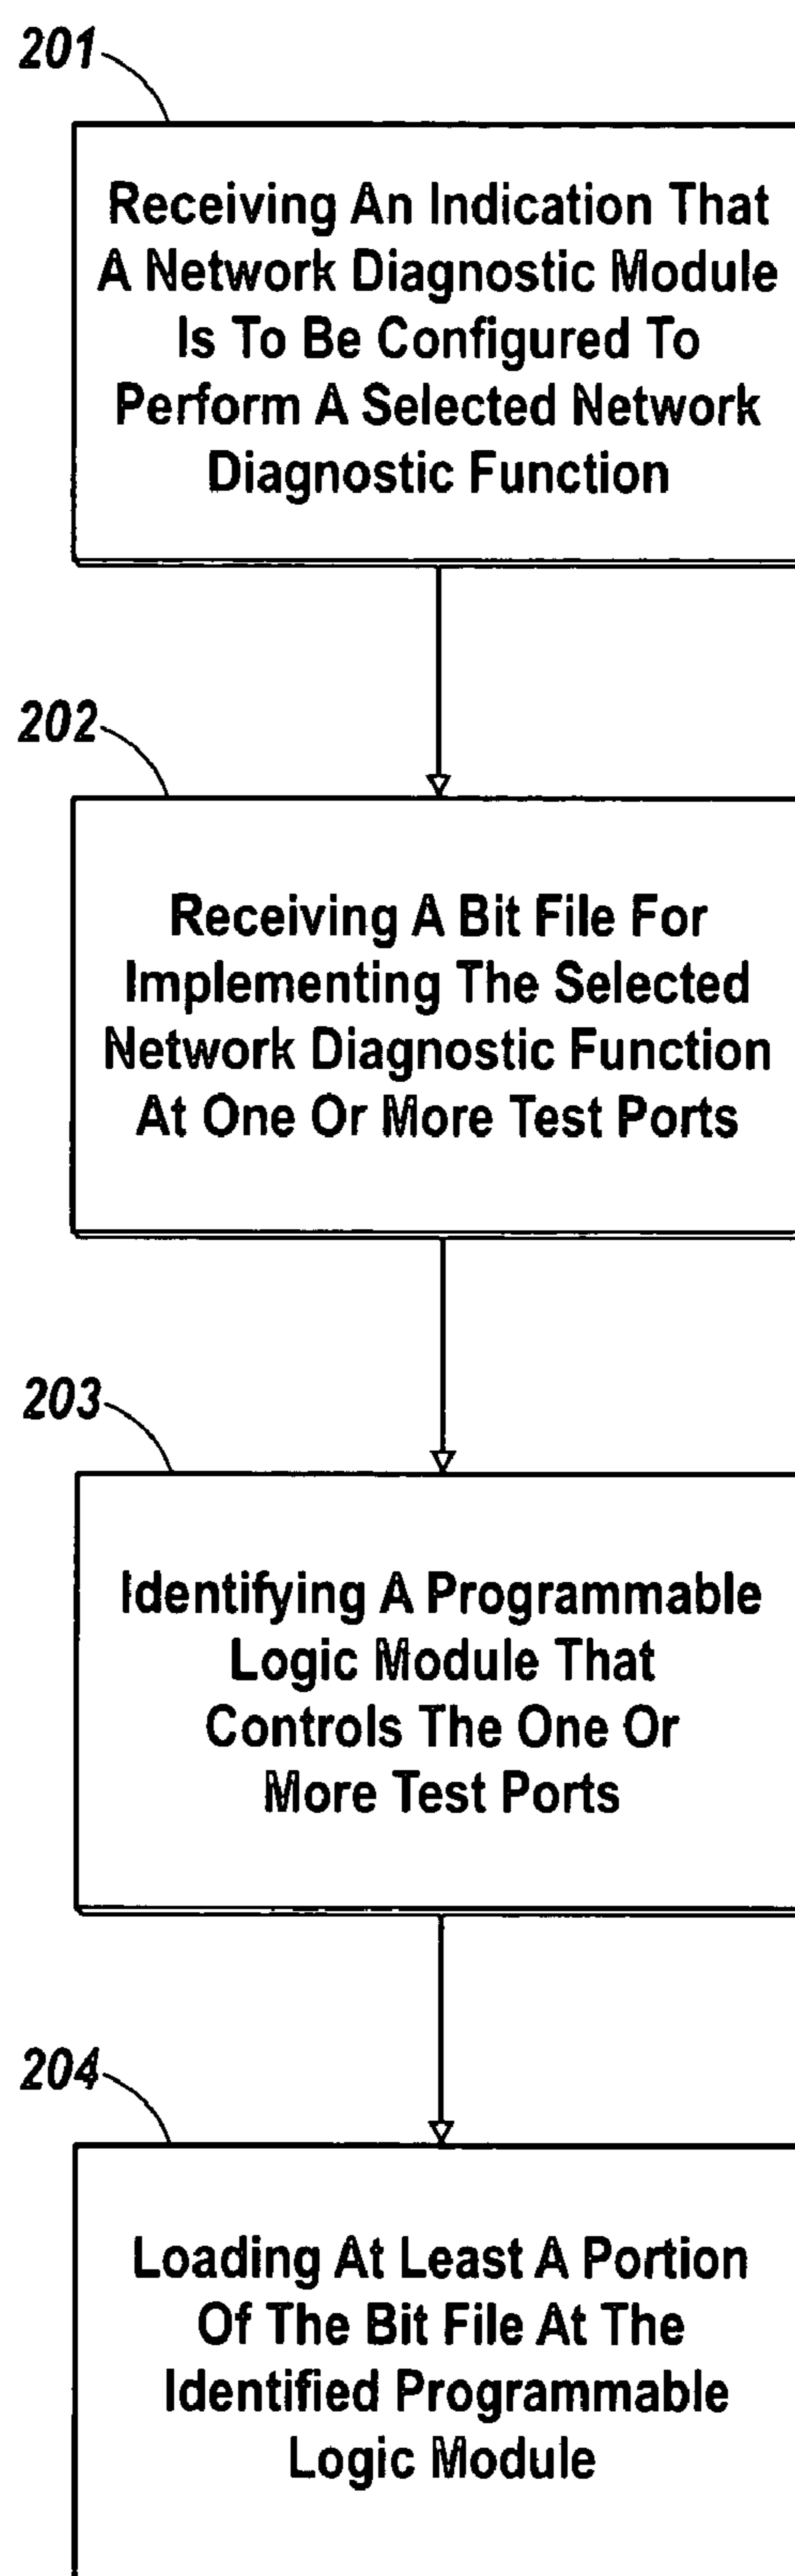 201
Receiving An Indication That
A Network Diagnostic Module
Is To Be Configured To
Perform A Selected Network
Diagnostic Function
202
Receiving A Bit File For
Implementing The Selected
Network Diagnostic Function
At One Or More Test Ports
203
Identifying A Programmable
Logic Module That
Controls The One Or
More Test Ports
204
Loading At Least A Portion
Of The Bit File At The
Identified Programmable
Logic Module